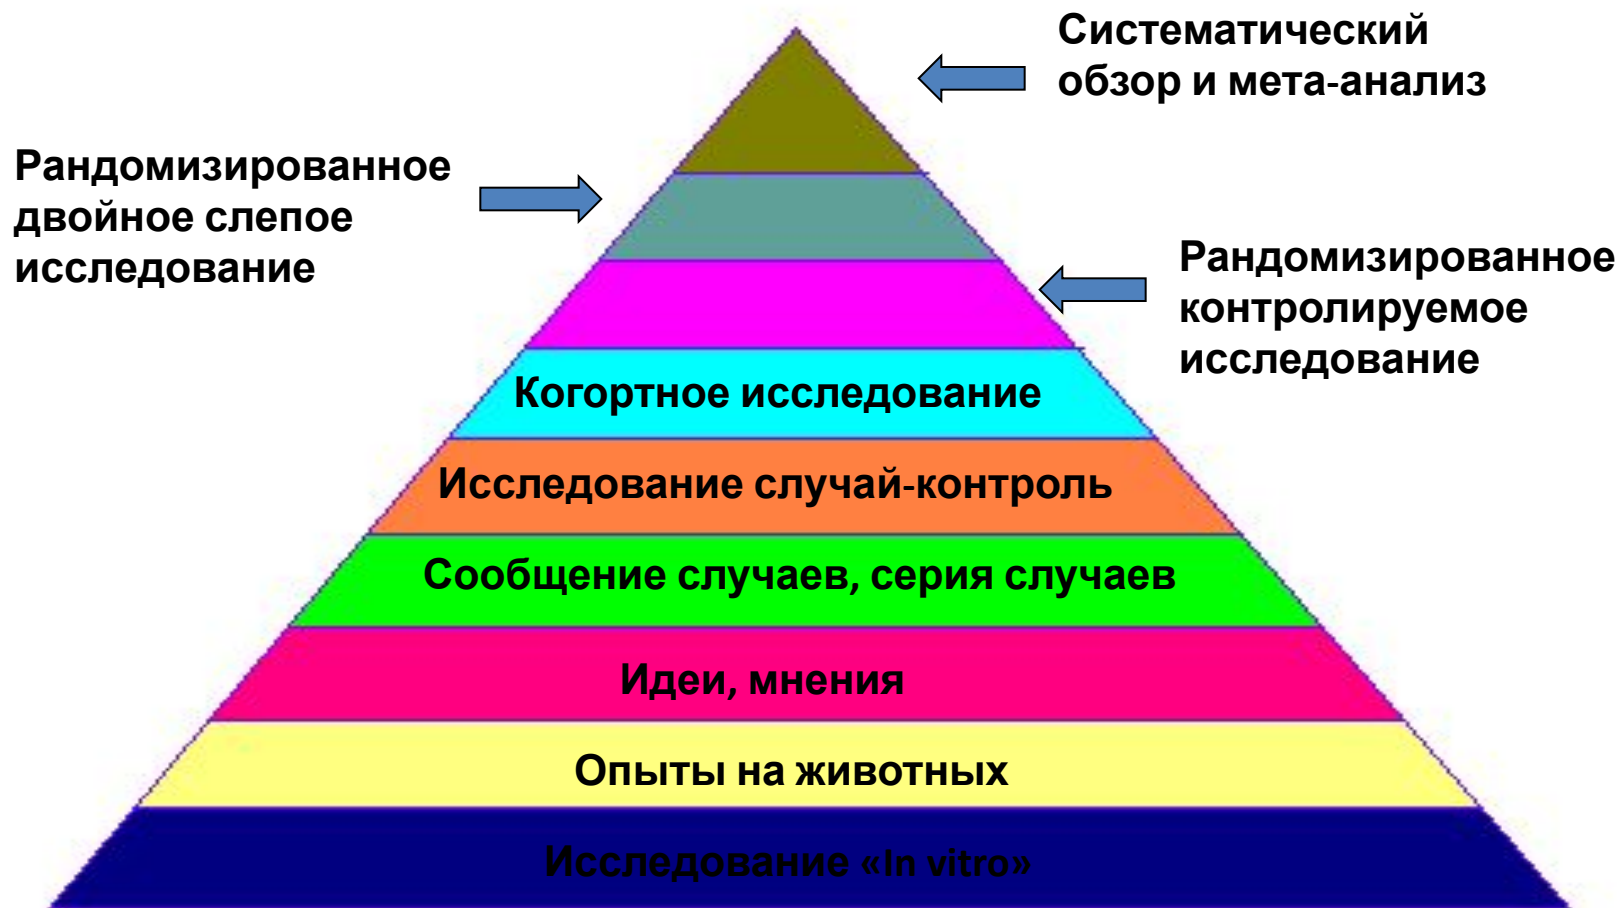 Систематический
обзор и мета-анализ
Рандомизированное
двойное слепое
исследование
Рандомизированное
контролируемое
исследование
Когортное исследование
Исследование случай-контроль
Сообщение случаев, серия случаев
Идеи, мнения
Опыты на животных
Исследование «In vitro»